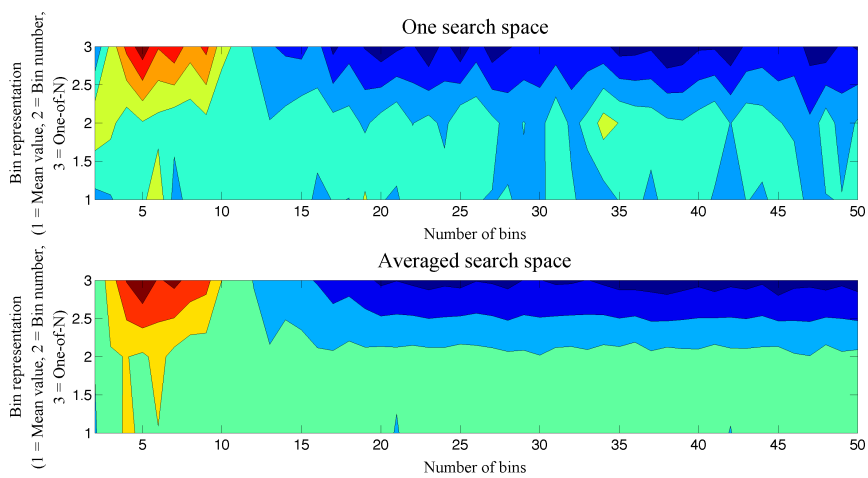 One search space
Bin representation
(1 = Mean value, 2 = Bin number,
3 = One-of-N)
3
2.5
2
1.5
1
5 10 15 20 25 30 35 40 45 50
Number of bins
Averaged search space
Bin representation
(1 = Mean value, 2 = Bin number,
3 = One-of-N)
3
2.5
2
1.5
1
5 10 15 20 25 30 35 40 45 50
Number of bins